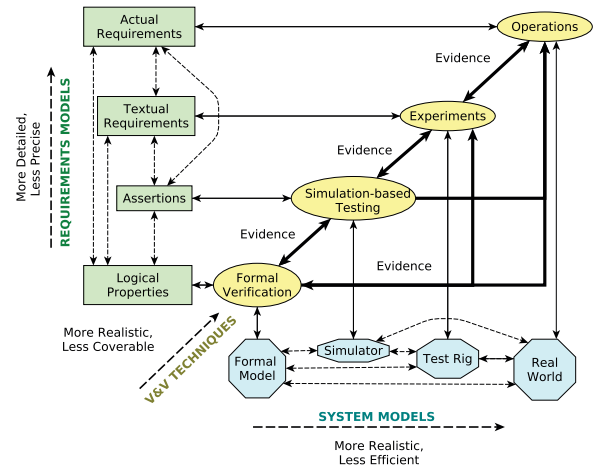 Actual
Requirements
Operations
Evidence
Textual
Requirements
Experiments
More Detailed,
Less Precise
REQUIREMENTS MODELS
Evidence
Assertions
Simulation-based
Testing
Evidence
Evidence
Logical
Properties
Formal
Verification
More Realistic,
Less Coverable
V&V TECHNIQUES
Formal
Model
Simulator
Test Rig
Real
World
SYSTEM MODELS
More Realistic,
Less Efficient